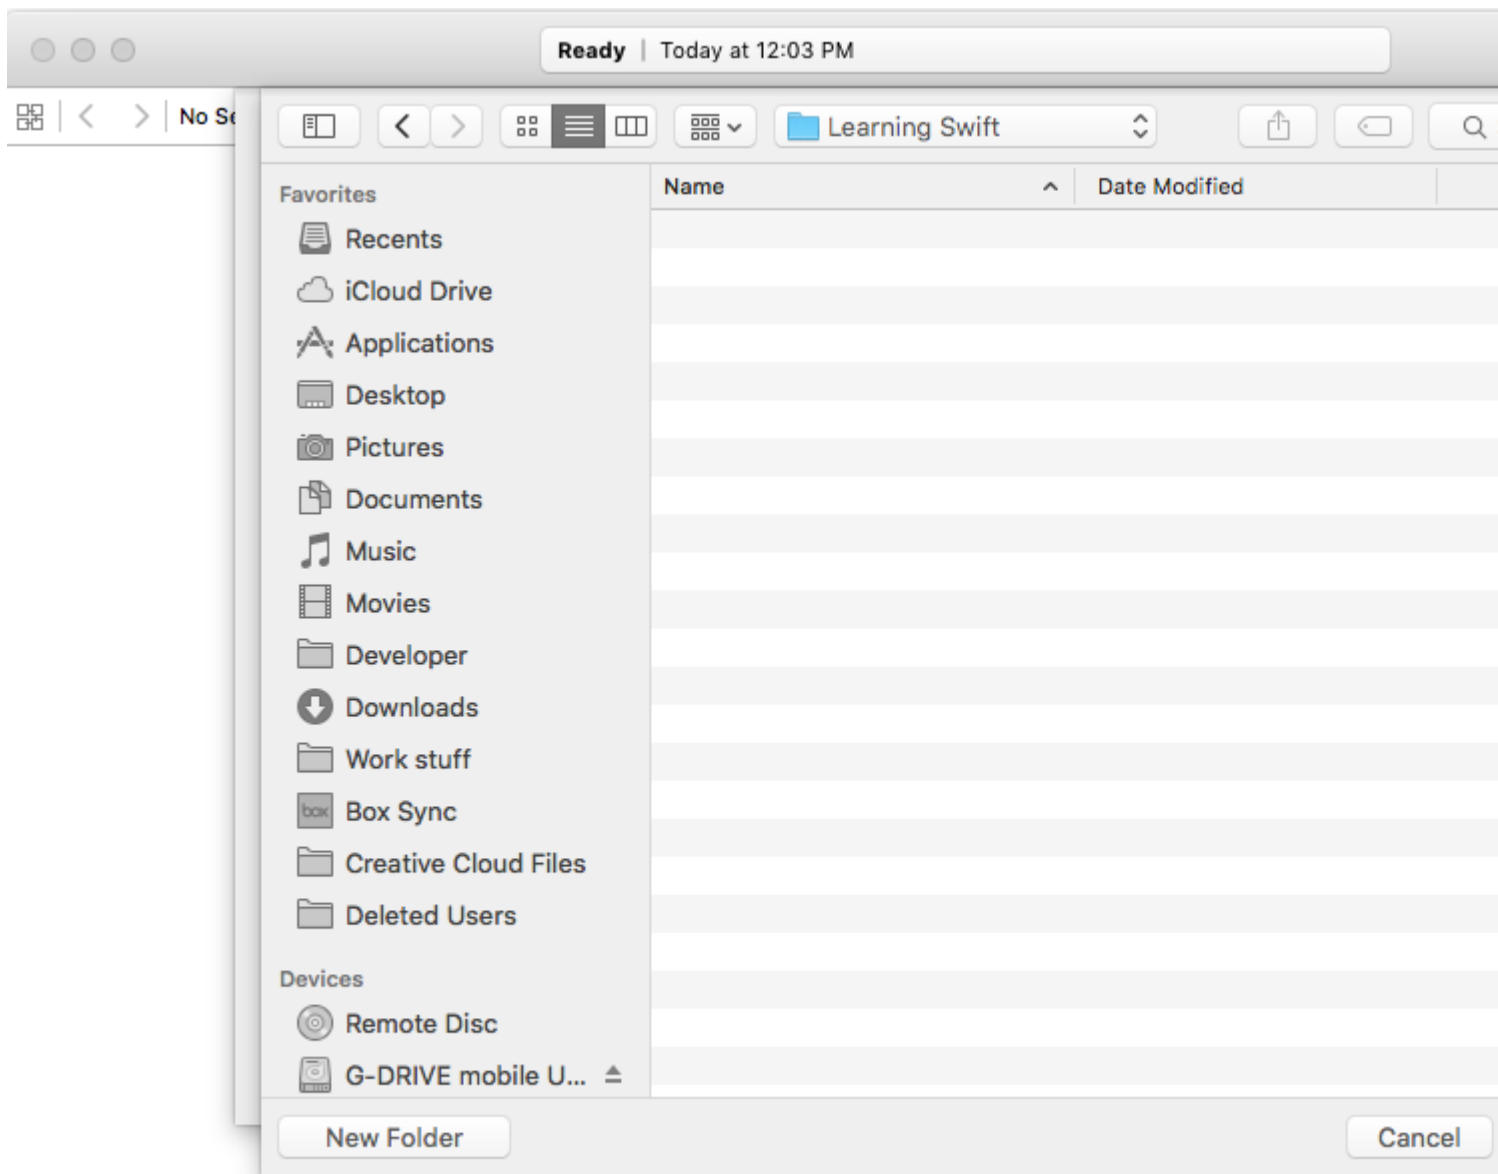 Ready | Today at 12:03 PM
No Se
Learning Swift
Favorites
Name
Date Modified
Recents
iCloud Drive
Applications
Desktop
Pictures
Documents
Music
Movies
Developer
Downloads
Work stuff
box Box Sync
Creative Cloud Files
Deleted Users
Devices
Remote Disc
G-DRIVE mobile U...
New Folder
Cancel